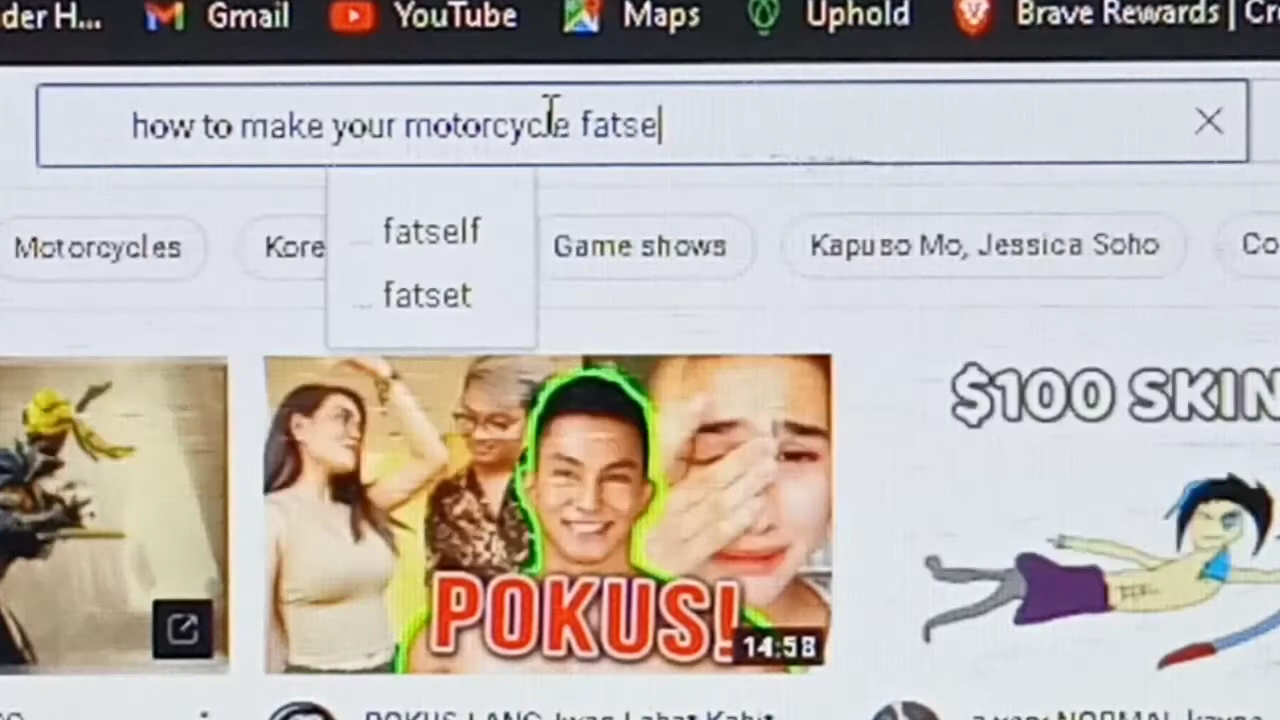 der H...
Gmail
YouTube
Maps
Uphold
Brave Rewards | Cr
how to make your motorcycle fatse
fatself
fatset
Motorcycles
Kore
Game shows
Kapuso Mo, Jessica Soho
Co
$100 SKIN
POKUS!
14:58